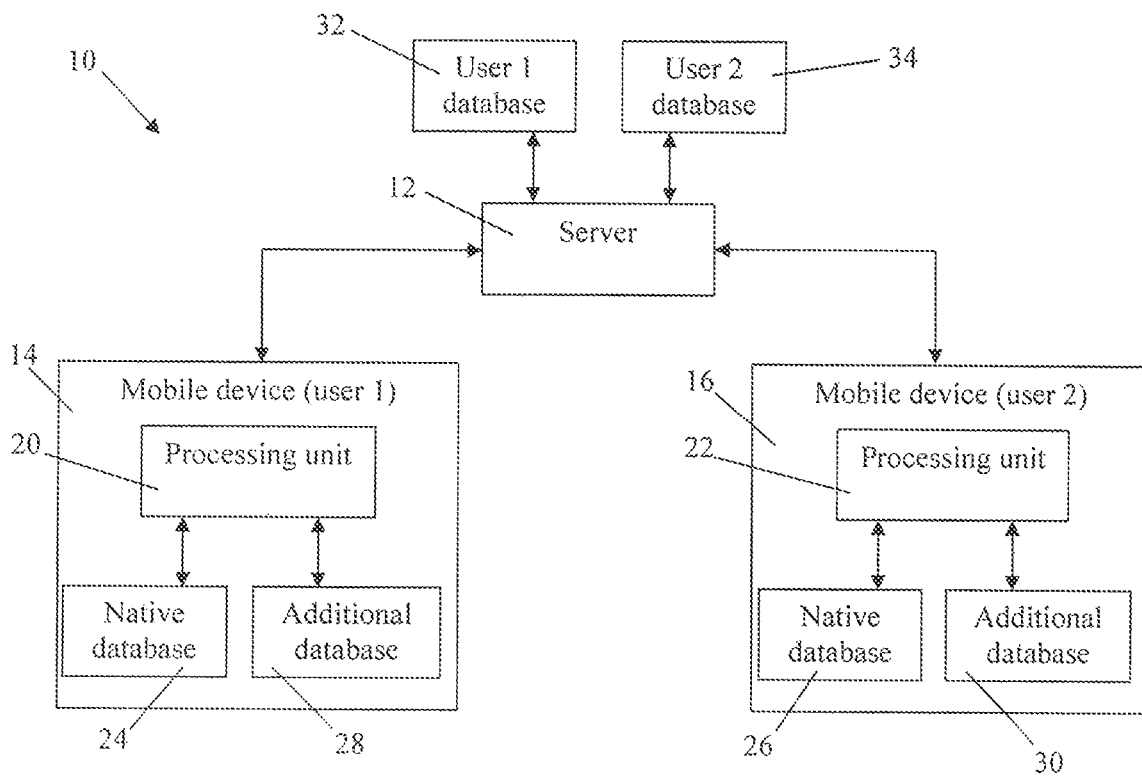 32
User 1
database
User 2
database
34
10
12
Server
14
Mobile device (user 1)
20
Processing unit
Native
database
Additional
database
24
28
16
Mobile device (user 2)
22
Processing unit
Native
database
Additional
database
26
30